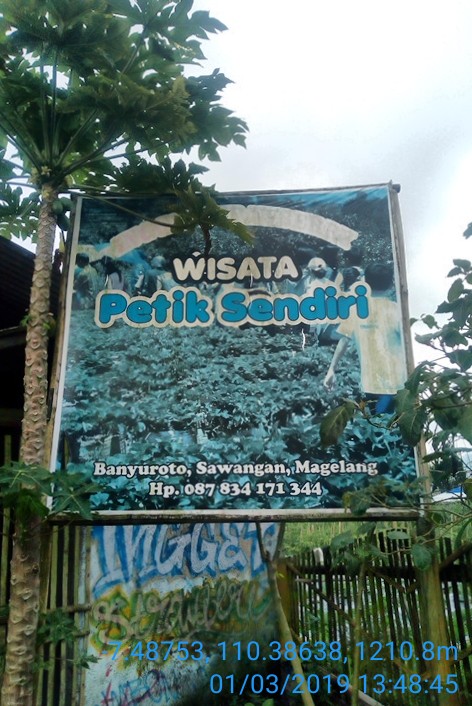 WISATA
Petik Sendiri
Banyuroto, Sawangan, Magelang
Hp. 087 834 171 344
INGGAT
-7.48753, 110.38638, 1210.8m
01/03/2019 13:48:45